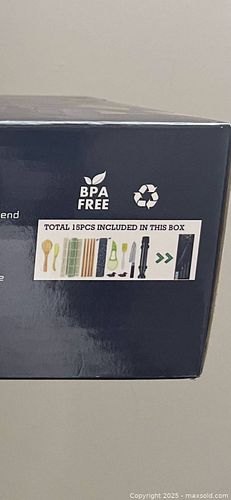 BPA
FREE
end
TOTAL 15PCS INCLUDED IN THIS BOX
e
Copyright 2025 - maxsold.com